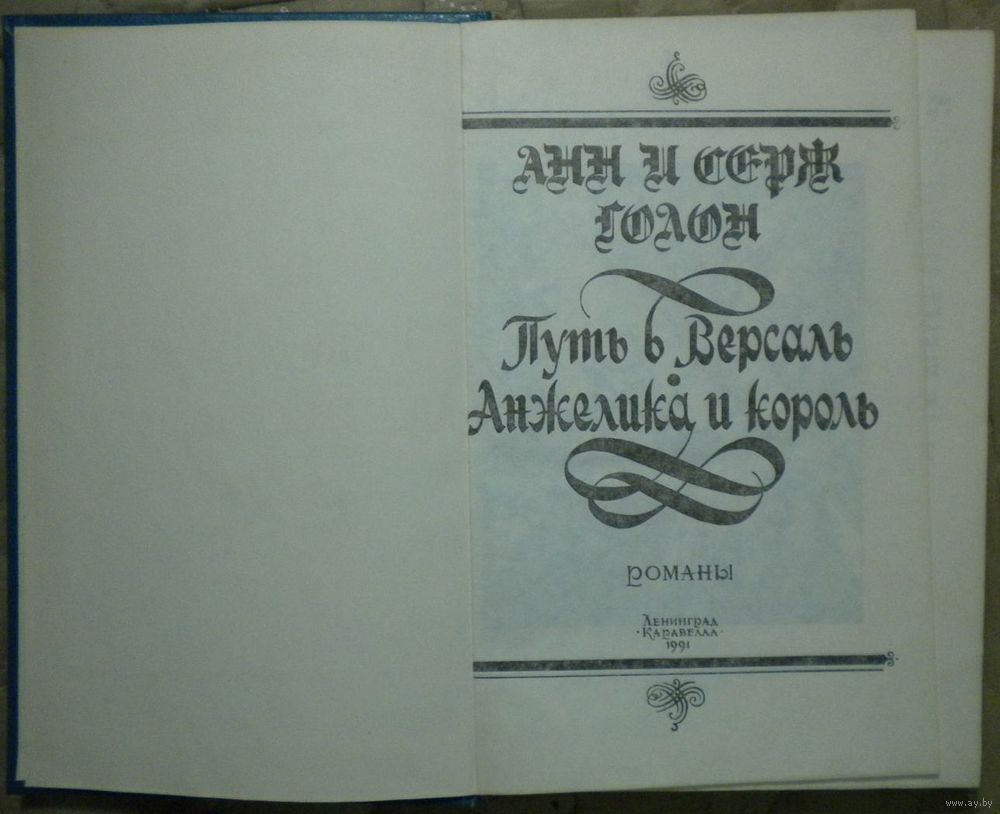 АНН И СЕРЖ
ГОЛОН
Путь в Версаль
Анжелика и король
РОМАНЫ
ЛЕНИНГРАД
·КАРАВЕЛЛА·
1991
www.ay.by